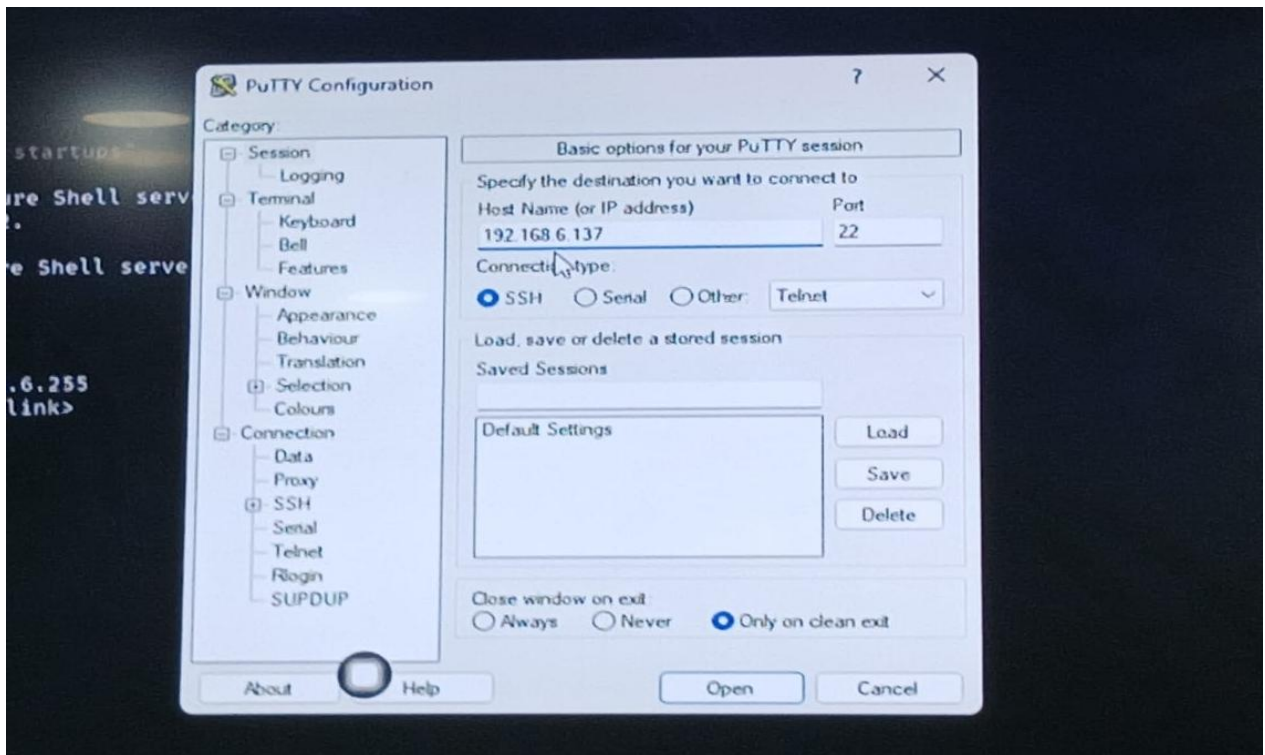 PuTTY Configuration
? ×
Category:
Session
Logging
Terminal
Keyboard
Bell
Features
Window
Appearance
Behaviour
Translation
Selection
Colours
Connection
Data
Proxy
SSH
Serial
Telnet
Rlogin
SUPDUP
Basic options for your PuTTY session
Specify the destination you want to connect to
Host Name (or IP address)
Port
192.168.6.137
22
Connection type:
SSH
Serial
Other:
Telnet
Load, save or delete a stored session
Saved Sessions
Default Settings
Load
Save
Delete
Close window on exit:
Always
Never
Only on clean exit
About
Help
Open
Cancel
startups"
ure Shell serv
e Shell serve
.6.255
link>